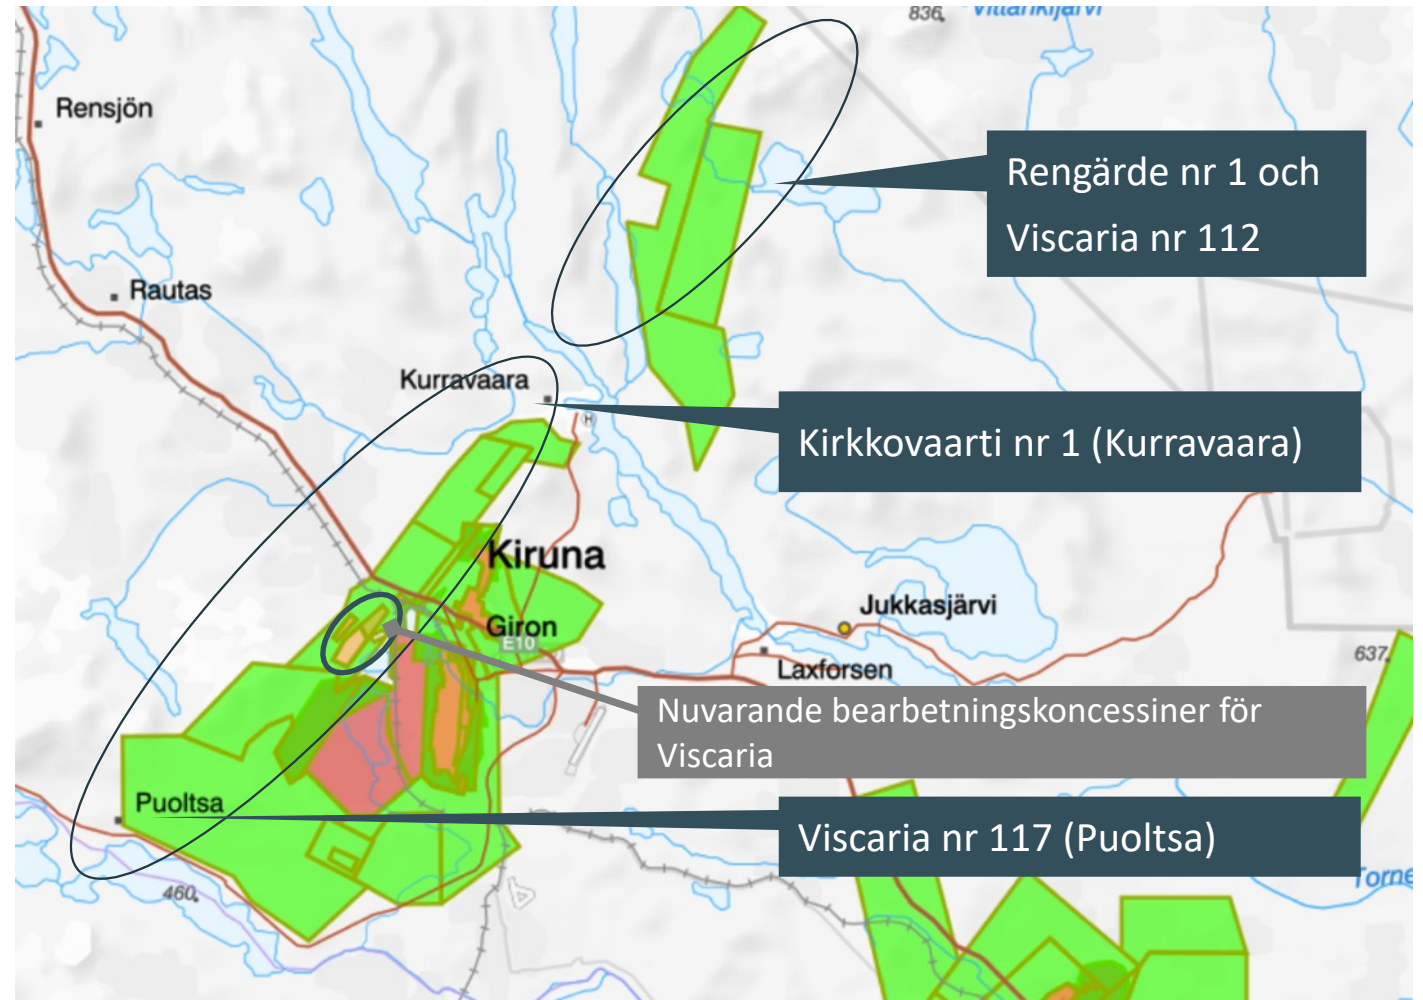 836
Vittankijärvi
Rensjön
Rengärde nr 1 och
Viscaria nr 112
Rautas
Kurravaara
H
Kirkkovaarti nr 1 (Kurravaara)
Kiruna
Giron
E10
Jukkasjärvi
Laxforsen
637
Nuvarande bearbetningskoncessiner för
Viscaria
Puoltsa
Viscaria nr 117 (Puoltsa)
460
Torne